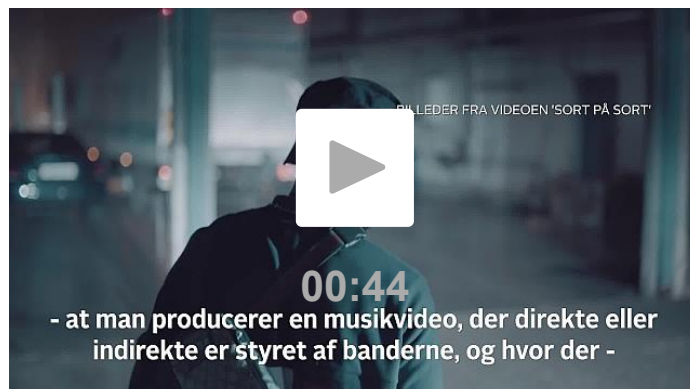 BILLEDER FRA VIDEOEN 'SORT PÅ SORT'
00:44
- at man producerer en musikvideo, der direkte eller
indirekte er styret af banderne, og hvor der -